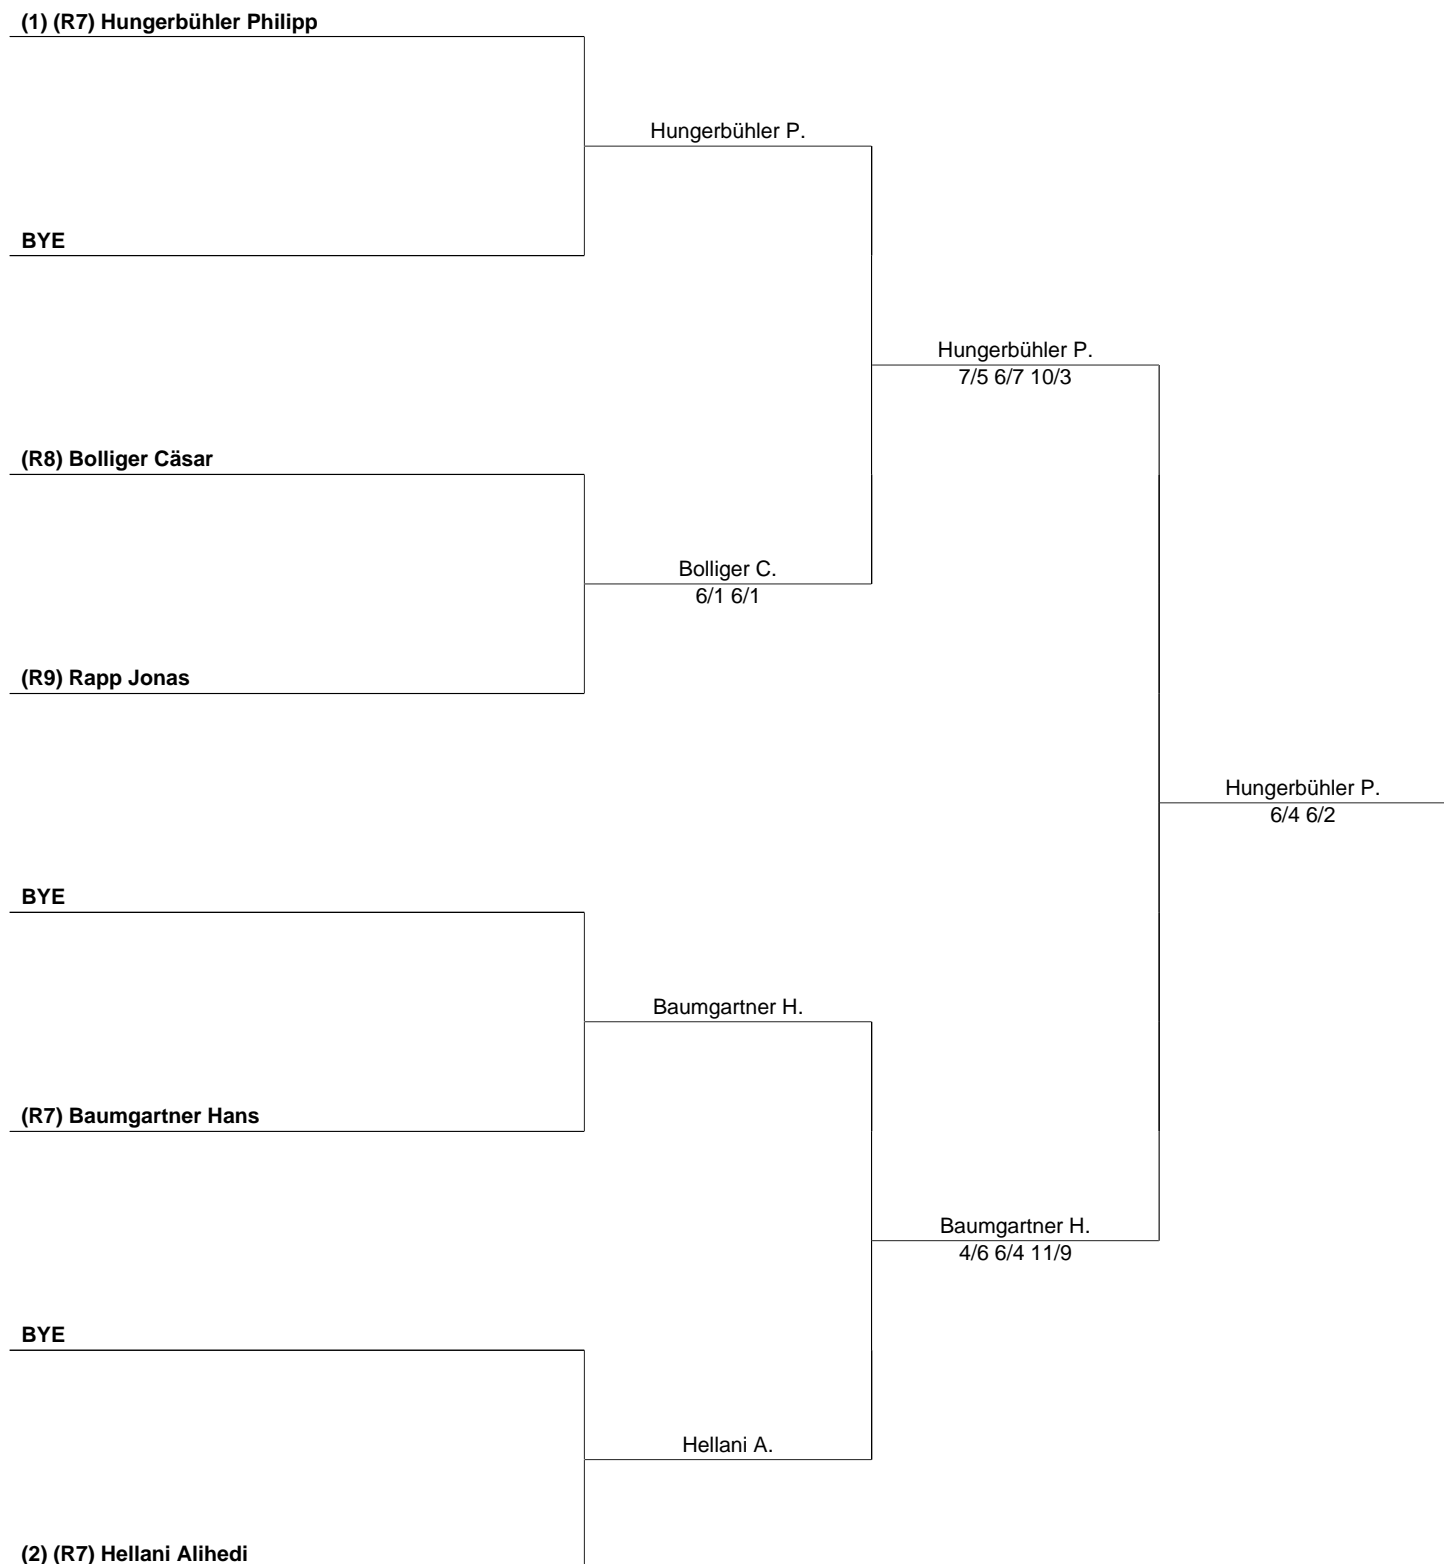 (1) (R7) Hungerbühler Philipp
Hungerbühler P.
BYE
Hungerbühler P.
7/5 6/7 10/3
(R8) Bolliger Cäsar
Bolliger C.
6/1 6/1
(R9) Rapp Jonas
Hungerbühler P.
6/4 6/2
BYE
Baumgartner H.
(R7) Baumgartner Hans
Baumgartner H.
4/6 6/4 11/9
BYE
Hellani A.
(2) (R7) Hellani Alihedi